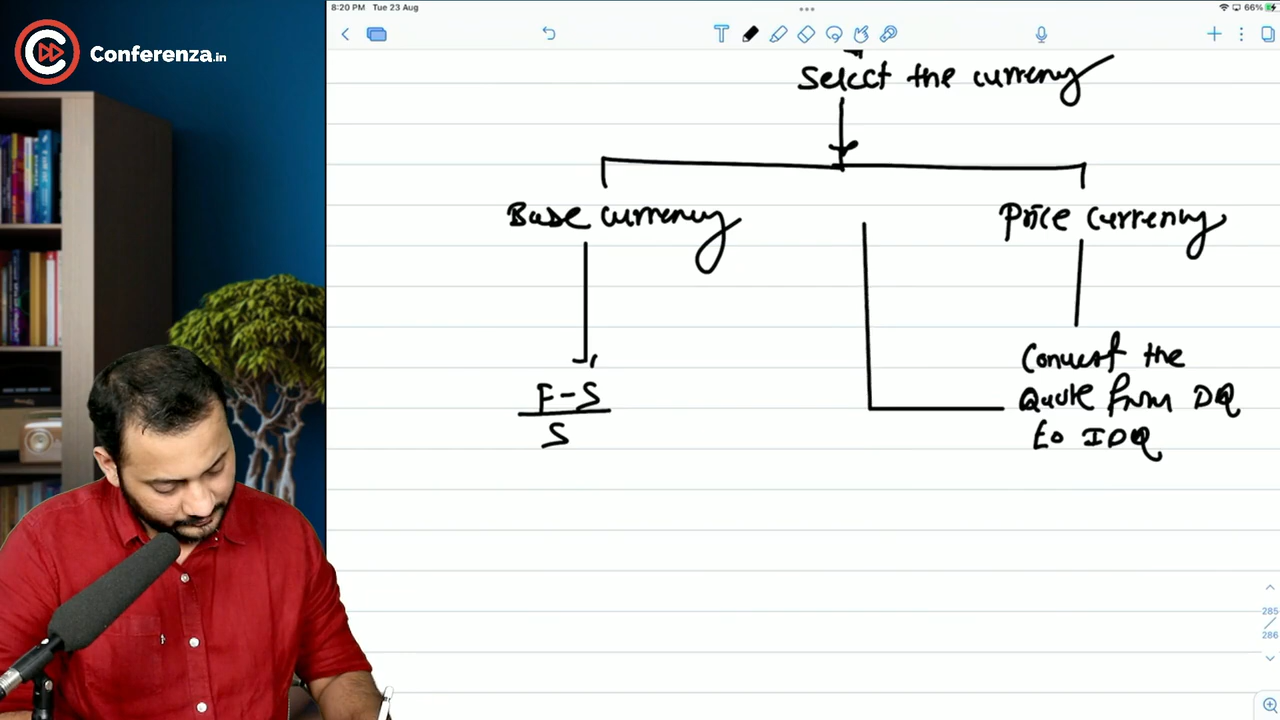 8:20 PM Tue 23 Aug
66%
Conferenza.in
Select the currency
Base currency
Price currency
F-S
S
Convert the
Quote from DQ
to IDQ
285
286